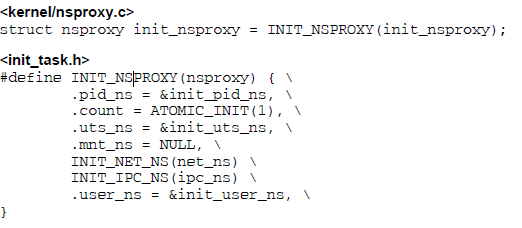 <kernel/nsproxy.c>
struct nsproxy init_nsproxy = INIT_NSPROXY(init_nsproxy);
<init_task.h>
#define INIT_NSPROXY(nsproxy) { \
.pid_ns = &init_pid_ns, \
.count = ATOMIC_INIT(1), \
.uts_ns = &init_uts_ns, \
.mnt_ns = NULL, \
INIT_NET_NS(net_ns) \
INIT_IPC_NS(ipc_ns) \
.user_ns = &init_user_ns, \
}